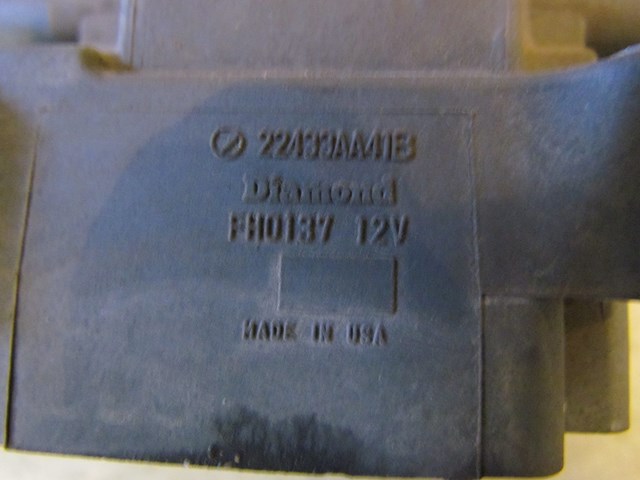 22433AA41B
Diamond
FH0137 12V
MADE IN USA